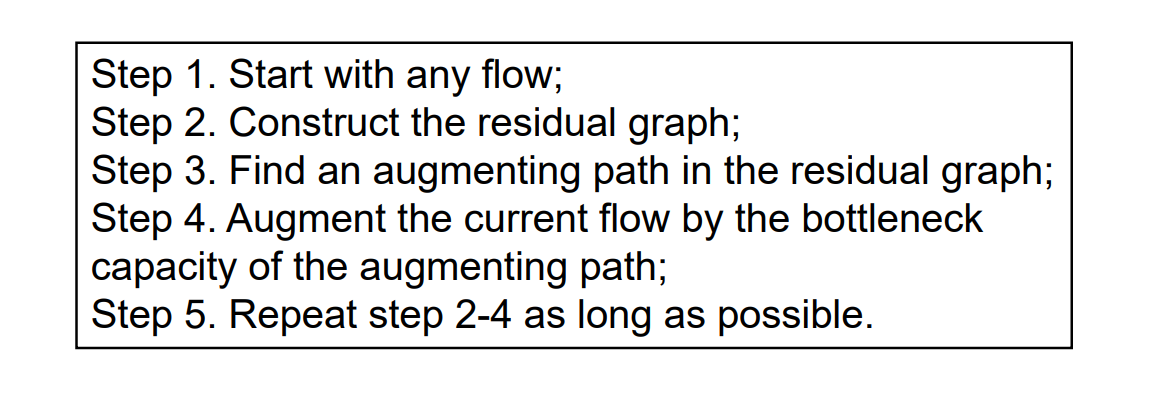 Step 1. Start with any flow;
Step 2. Construct the residual graph;
Step 3. Find an augmenting path in the residual graph;
Step 4. Augment the current flow by the bottleneck
capacity of the augmenting path;
Step 5. Repeat step 2-4 as long as possible.